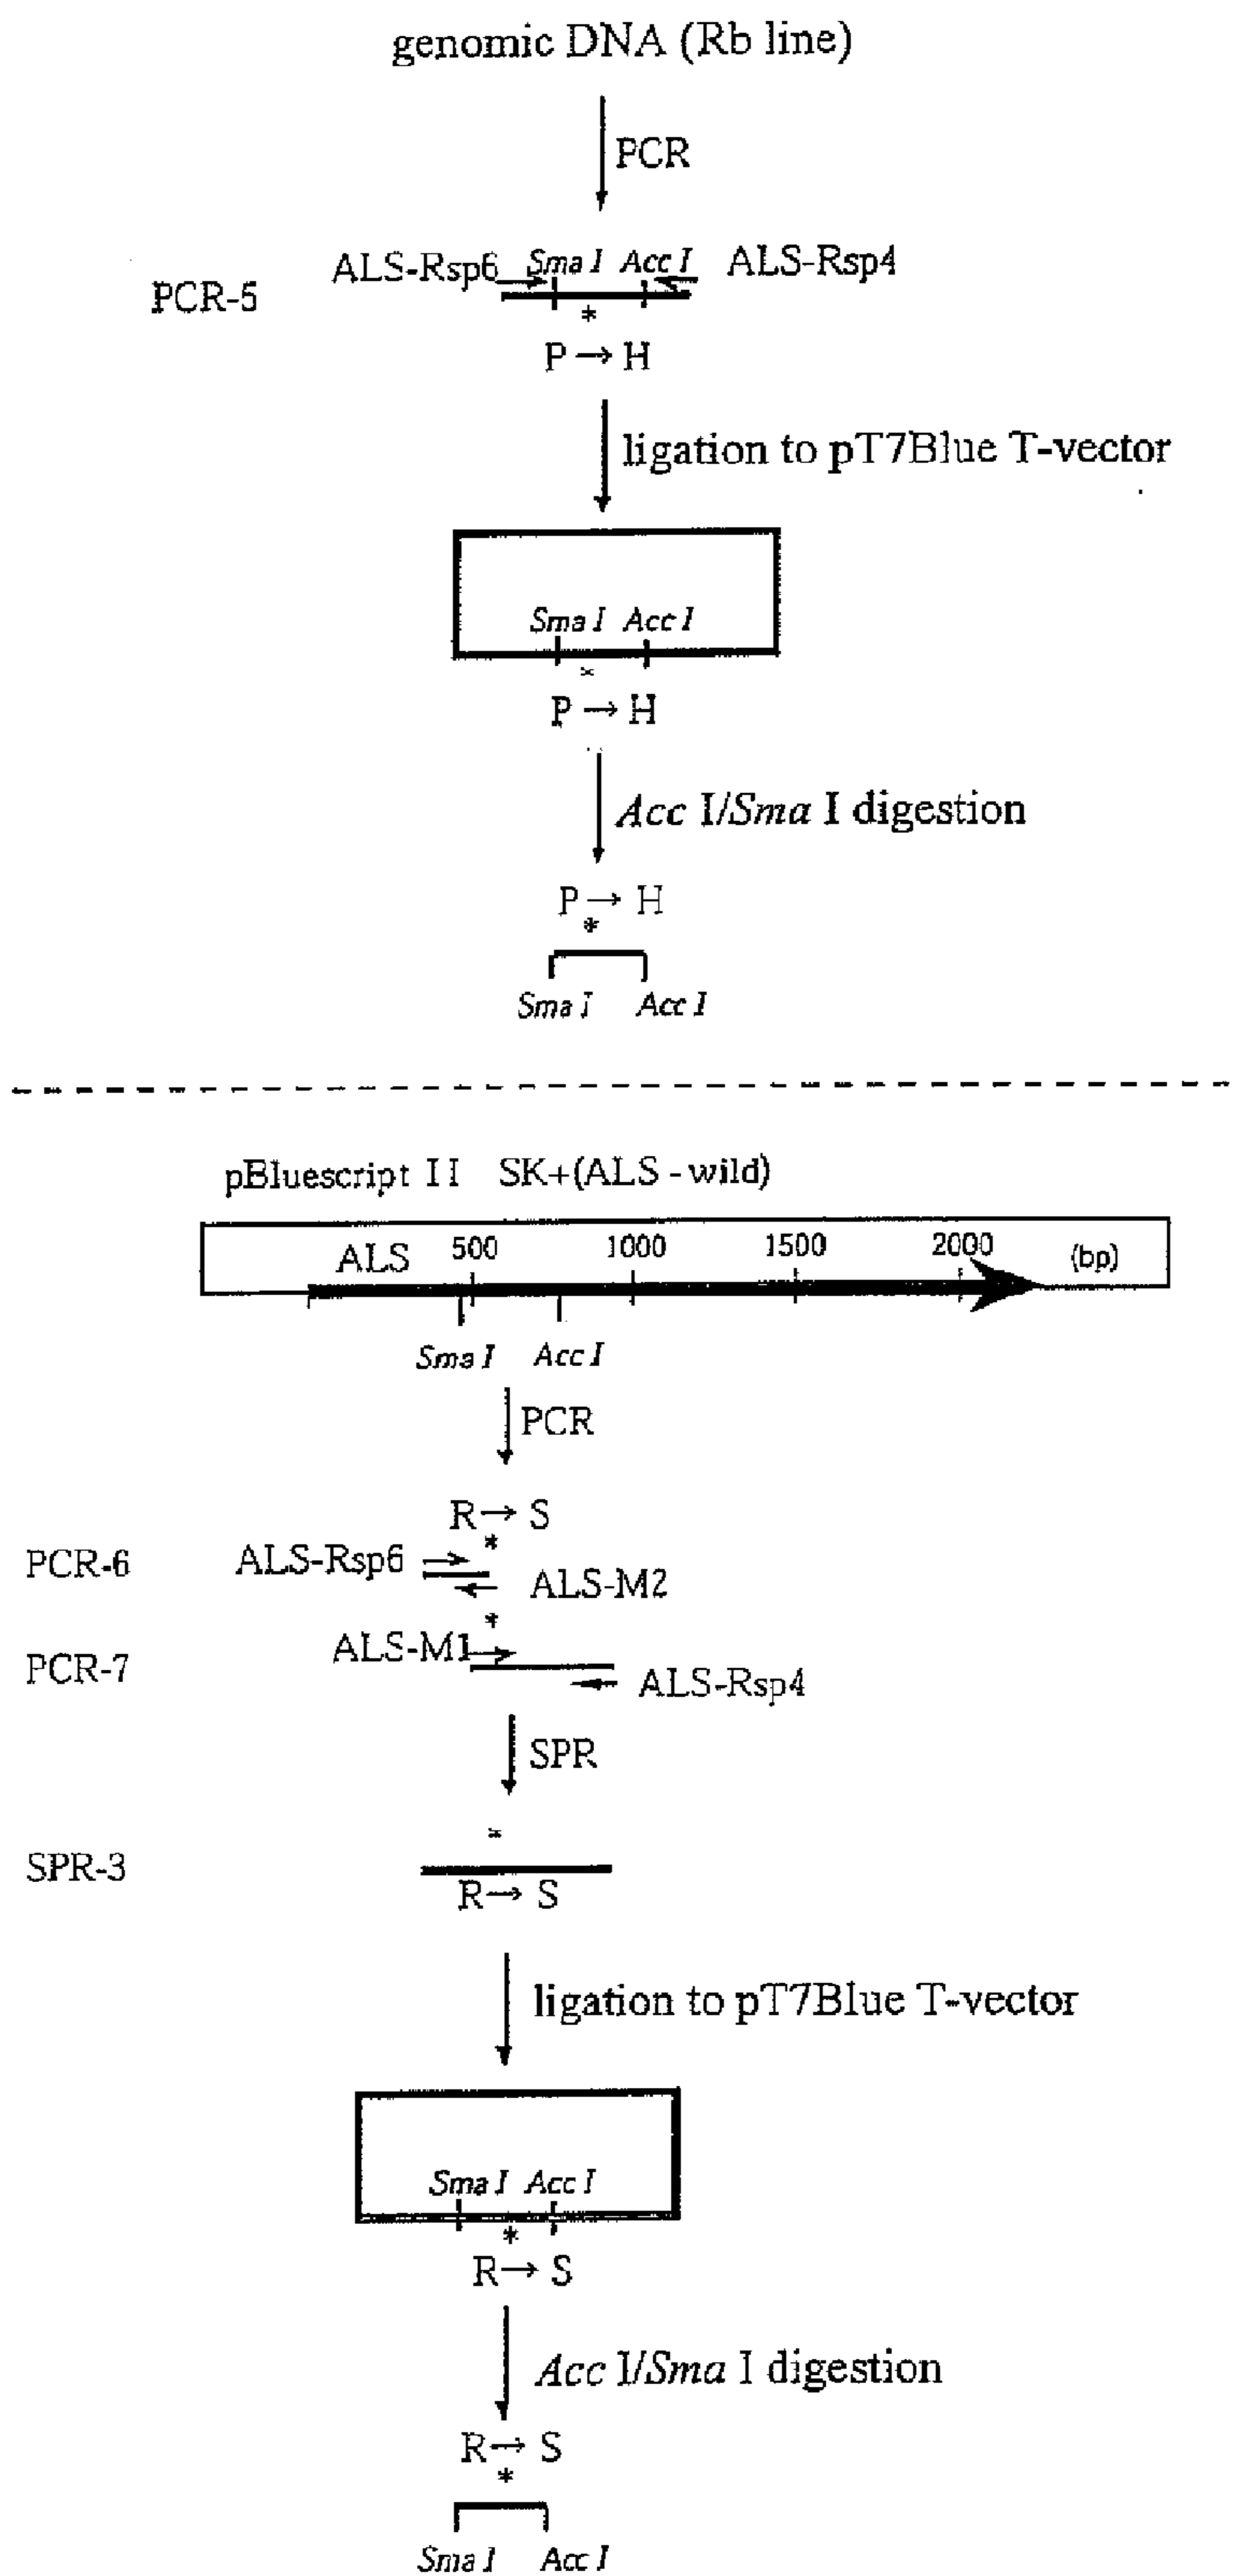 genomic DNA (Rb line)
PCR
ALS-Rsp6 Sma I Acc I ALS-Rsp4
PCR-5
*
P → H
ligation to pT7Blue T-vector
Sma I Acc I
*
P → H
Acc I/Sma I digestion
P → H
*
Sma I Acc I
pBluescript II SK+(ALS-wild)
ALS 500 1000 1500 2000 (bp)
Sma I Acc I
PCR
R → S
*
PCR-6 ALS-Rsp6
ALS-M2
*
ALS-M1
PCR-7
ALS-Rsp4
SPR
*
SPR-3
R → S
ligation to pT7Blue T-vector
Sma I Acc I
*
R → S
Acc I/Sma I digestion
R → S
*
Sma I Acc I